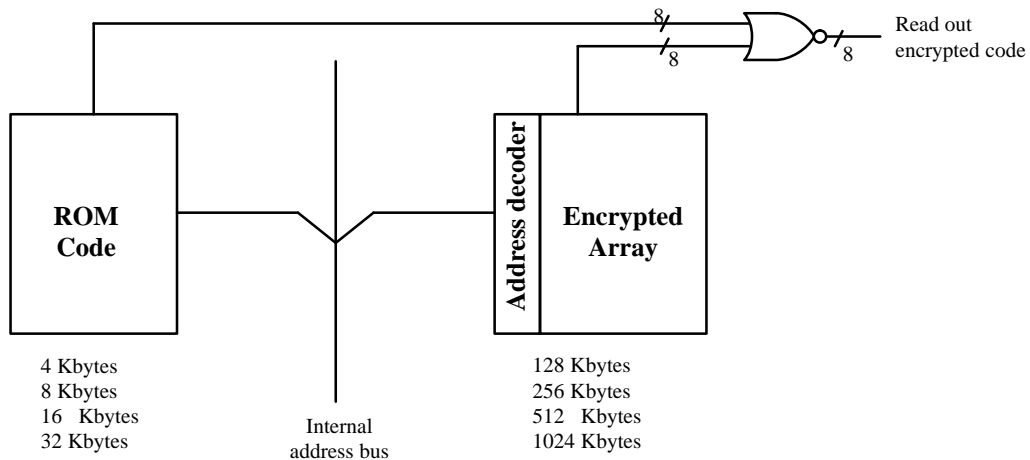 8
8
8
Read out
encrypted code
ROM
Code
Address decoder
Encrypted
Array
4 Kbytes
8 Kbytes
16 Kbytes
32 Kbytes
Internal
address bus
128 Kbytes
256 Kbytes
512 Kbytes
1024 Kbytes